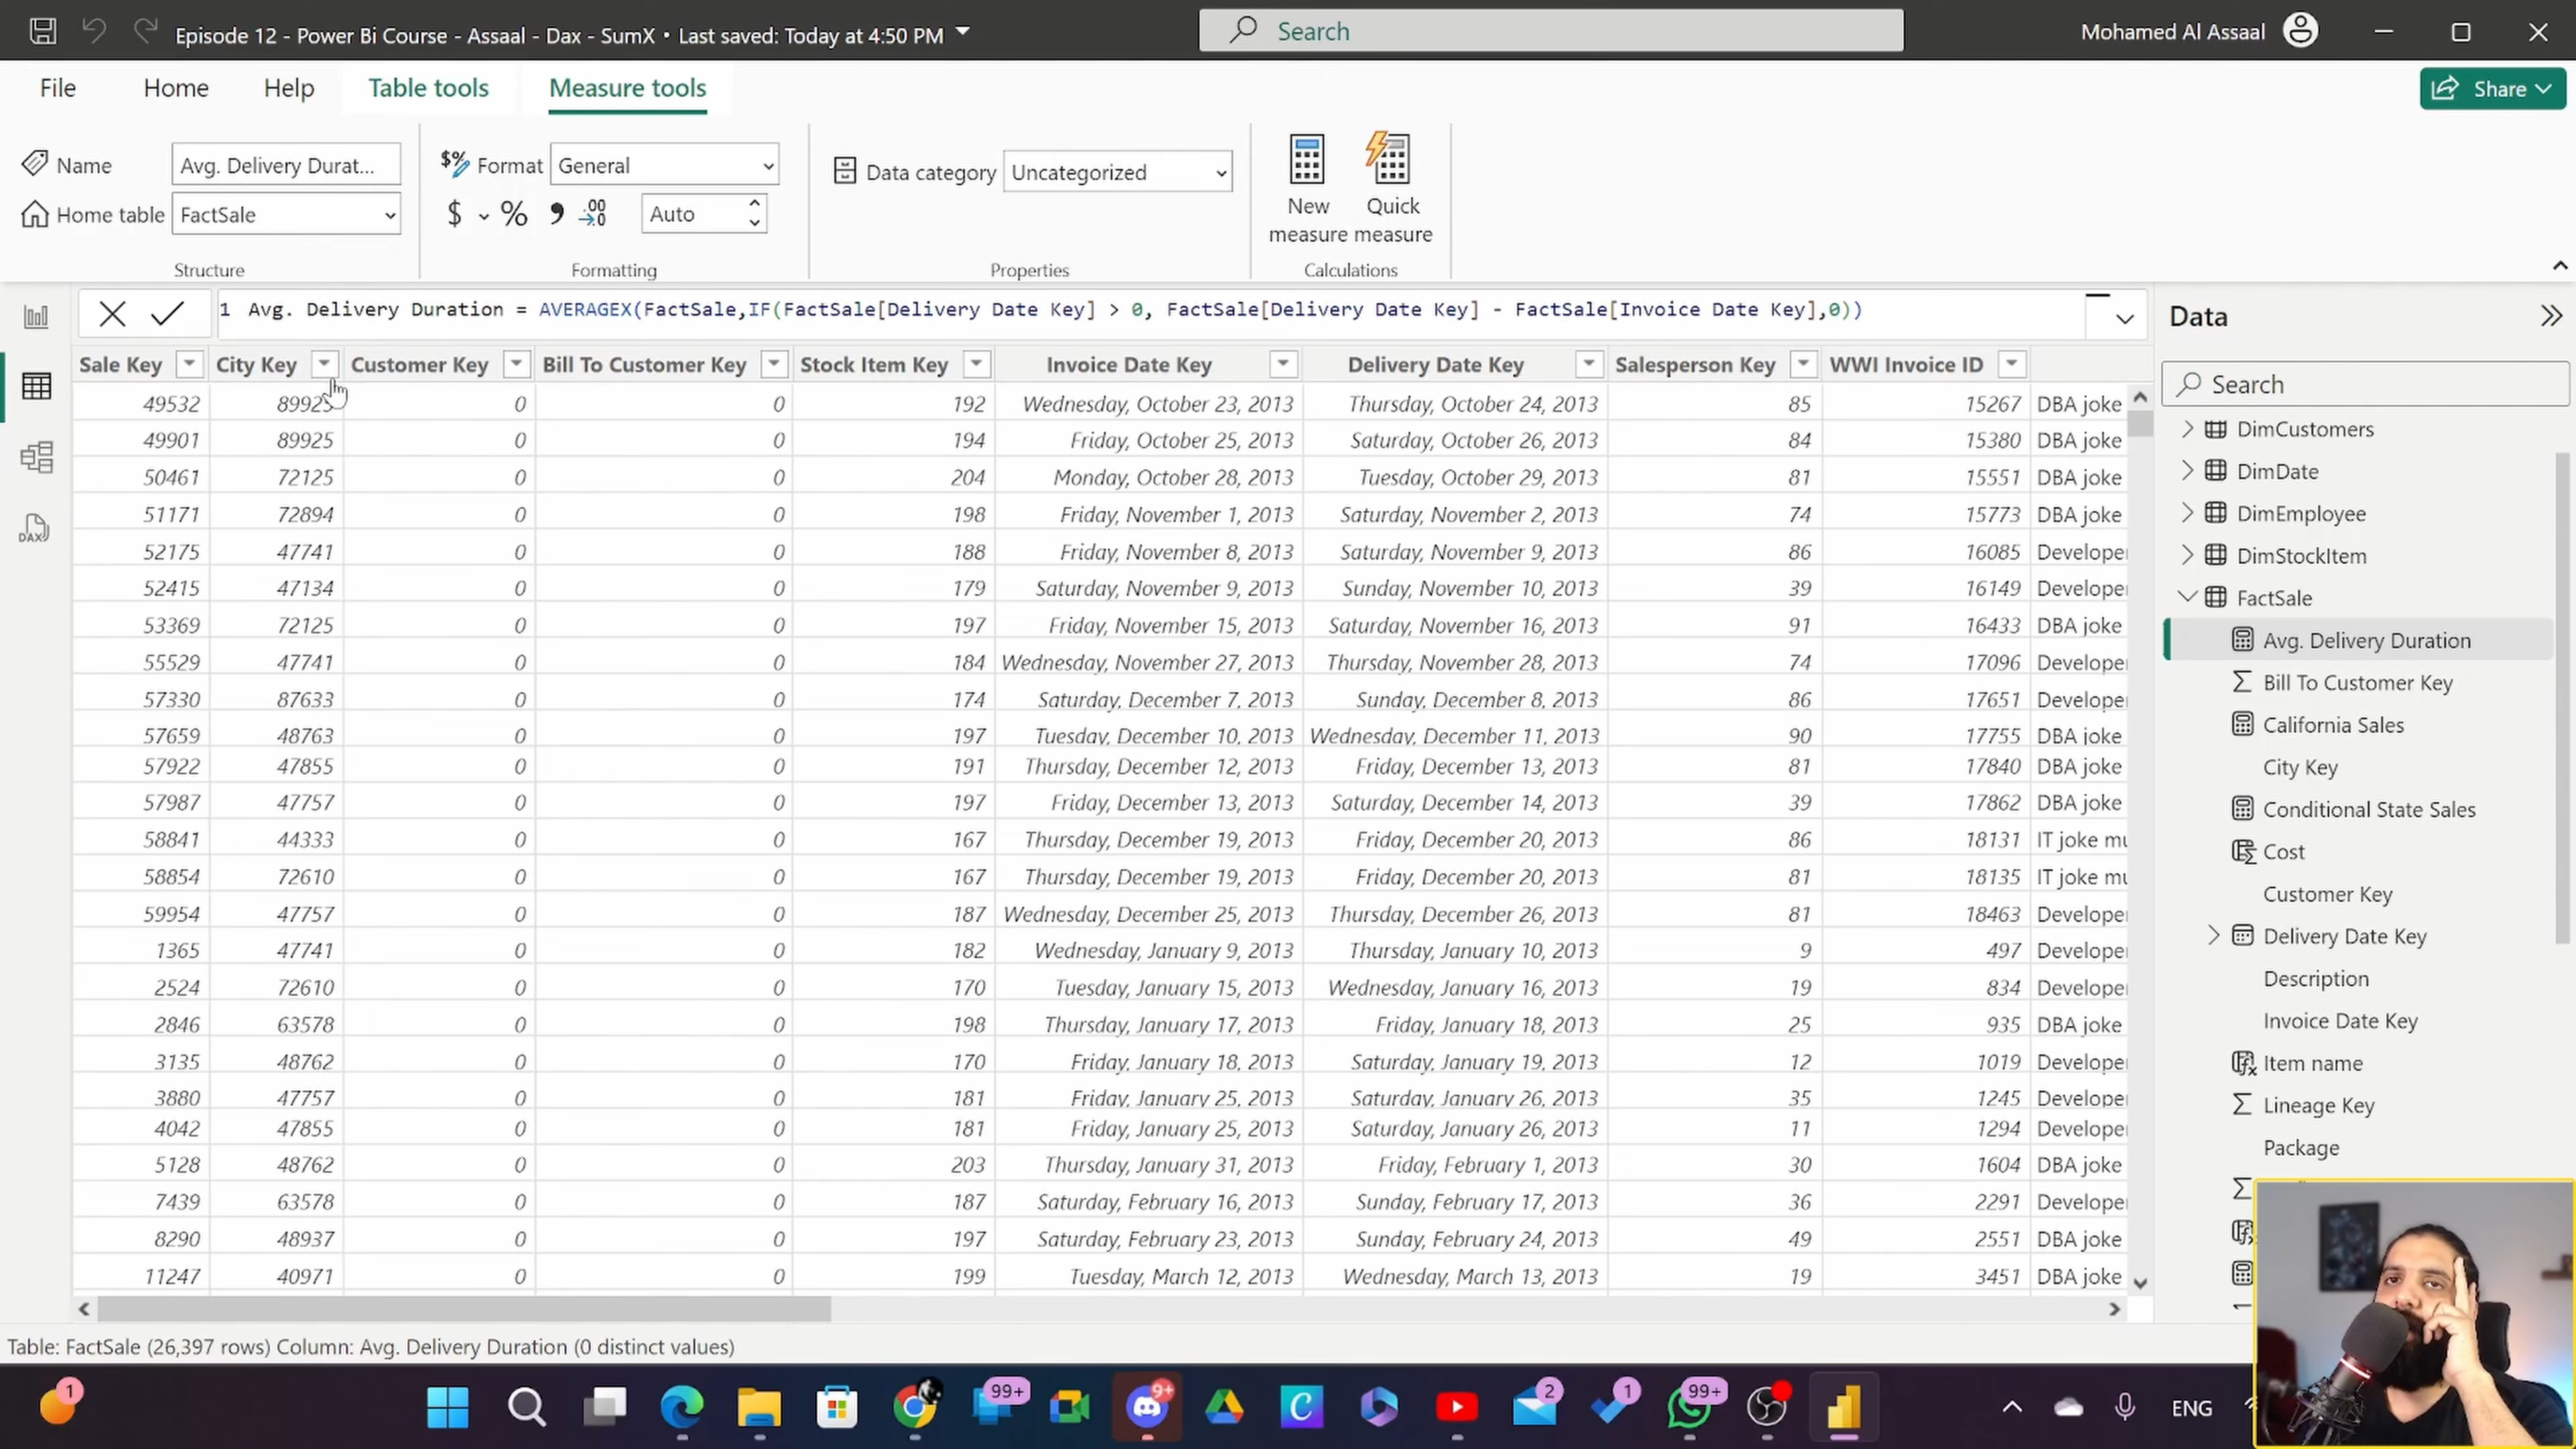 Episode 12 - Power Bi Course - Assaal - Dax - SumX • Last saved: Today at 4:50 PM
Search
Mohamed Al Assaal
File Home Help Table tools Measure tools
Share
Name Avg. Delivery Durat...
Format General
Data category Uncategorized
New measure
Quick measure
Home table FactSale
$ % , .00 →0 Auto
Structure Formatting Properties Calculations
1 Avg. Delivery Duration = AVERAGEX(FactSale,IF(FactSale[Delivery Date Key] > 0, FactSale[Delivery Date Key] - FactSale[Invoice Date Key],0))
Sale Key City Key Customer Key Bill To Customer Key Stock Item Key Invoice Date Key Delivery Date Key Salesperson Key WWI Invoice ID
49532 89925 0 0 192 Wednesday, October 23, 2013 Thursday, October 24, 2013 85 15267 DBA joke
49901 89925 0 0 194 Friday, October 25, 2013 Saturday, October 26, 2013 84 15380 DBA joke
50461 72125 0 0 204 Monday, October 28, 2013 Tuesday, October 29, 2013 81 15551 DBA joke
51171 72894 0 0 198 Friday, November 1, 2013 Saturday, November 2, 2013 74 15773 DBA joke
52175 47741 0 0 188 Friday, November 8, 2013 Saturday, November 9, 2013 86 16085 Developer
52415 47134 0 0 179 Saturday, November 9, 2013 Sunday, November 10, 2013 39 16149 Developer
53369 72125 0 0 197 Friday, November 15, 2013 Saturday, November 16, 2013 91 16433 DBA joke
55529 47741 0 0 184 Wednesday, November 27, 2013 Thursday, November 28, 2013 74 17096 Developer
57330 87633 0 0 174 Saturday, December 7, 2013 Sunday, December 8, 2013 86 17651 Developer
57659 48763 0 0 197 Tuesday, December 10, 2013 Wednesday, December 11, 2013 90 17755 DBA joke
57922 47855 0 0 191 Thursday, December 12, 2013 Friday, December 13, 2013 81 17840 DBA joke
57987 47757 0 0 197 Friday, December 13, 2013 Saturday, December 14, 2013 39 17862 DBA joke
58841 44333 0 0 167 Thursday, December 19, 2013 Friday, December 20, 2013 86 18131 IT joke mu
58854 72610 0 0 167 Thursday, December 19, 2013 Friday, December 20, 2013 81 18135 IT joke mu
59954 47757 0 0 187 Wednesday, December 25, 2013 Thursday, December 26, 2013 81 18463 Developer
1365 47741 0 0 182 Wednesday, January 9, 2013 Thursday, January 10, 2013 9 497 Developer
2524 72610 0 0 170 Tuesday, January 15, 2013 Wednesday, January 16, 2013 19 834 Developer
2846 63578 0 0 198 Thursday, January 17, 2013 Friday, January 18, 2013 25 935 DBA joke
3135 48762 0 0 170 Friday, January 18, 2013 Saturday, January 19, 2013 12 1019 Developer
3880 47757 0 0 181 Friday, January 25, 2013 Saturday, January 26, 2013 35 1245 Developer
4042 47855 0 0 181 Friday, January 25, 2013 Saturday, January 26, 2013 11 1294 Developer
5128 48762 0 0 203 Thursday, January 31, 2013 Friday, February 1, 2013 30 1604 DBA joke
7439 63578 0 0 187 Saturday, February 16, 2013 Sunday, February 17, 2013 36 2291 Developer
8290 48937 0 0 197 Saturday, February 23, 2013 Sunday, February 24, 2013 49 2551 DBA joke
11247 40971 0 0 199 Tuesday, March 12, 2013 Wednesday, March 13, 2013 19 3451 DBA joke
DAX
Data
Search
DimCustomers
DimDate
DimEmployee
DimStockItem
FactSale
Avg. Delivery Duration
Bill To Customer Key
California Sales
City Key
Conditional State Sales
Cost
Customer Key
Delivery Date Key
Description
Invoice Date Key
Item name
Lineage Key
Package
Table: FactSale (26,397 rows) Column: Avg. Delivery Duration (0 distinct values)
1 99+ 9+ 2 1 99+ ENG